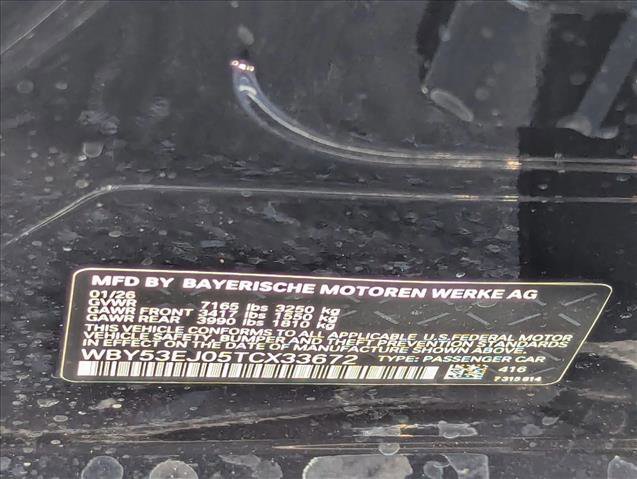 MFD BY BAYERISCHE MOTOREN WERKE AG
01/26
GVWR 7165 lbs 3250 kg
GAWR FRONT 3417 lbs 1550 kg
GAWR REAR 3990 lbs 1810 kg
THIS VEHICLE CONFORMS TO ALL APPLICABLE U.S. FEDERAL MOTOR
VEHICLE SAFETY, BUMPER AND THEFT PREVENTION STANDARDS
IN EFFECT ON THE DATE OF MANUFACTURE SHOWN ABOVE.
WBY53EJ05TCX33672 TYPE: PASSENGER CAR
416
7 315 614